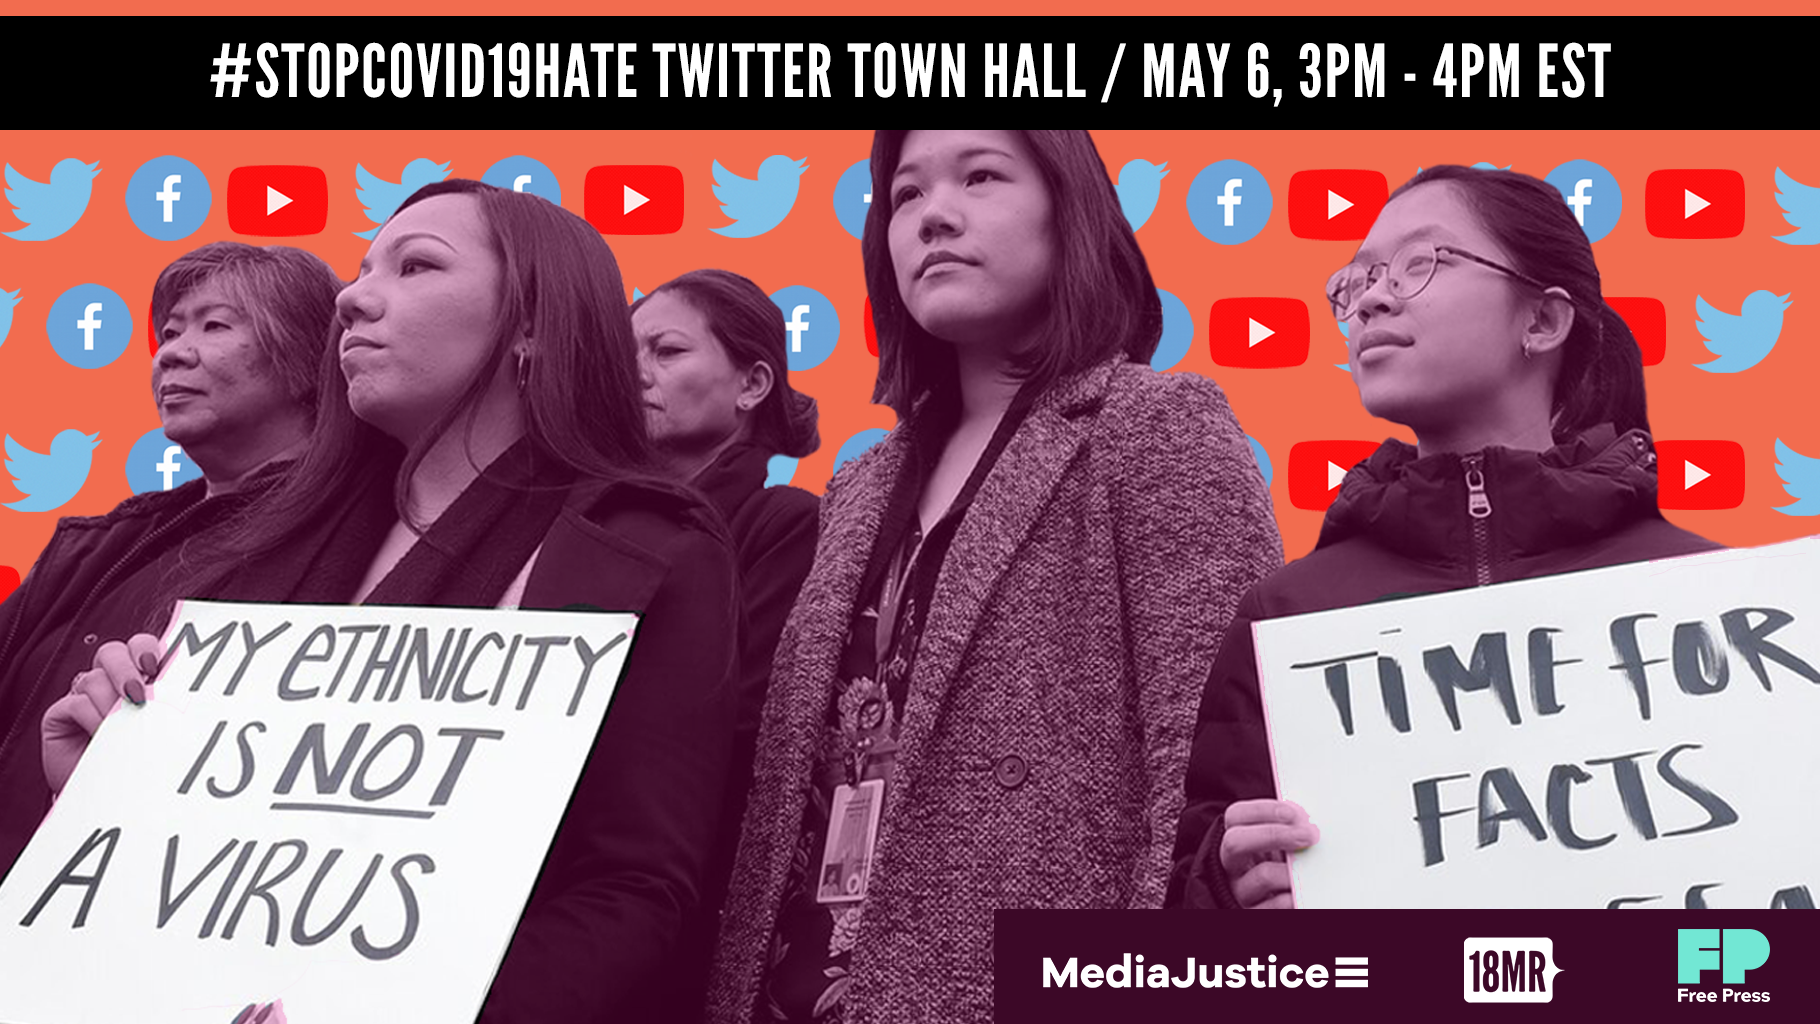 #STOPCOVID19HATE TWITTER TOWN HALL / MAY 6, 3PM - 4PM EST
MY eTHNICITY
IS NOT
A VIRUS
TIME FOR
FACTS
MediaJustice
18MR
FP
Free Press